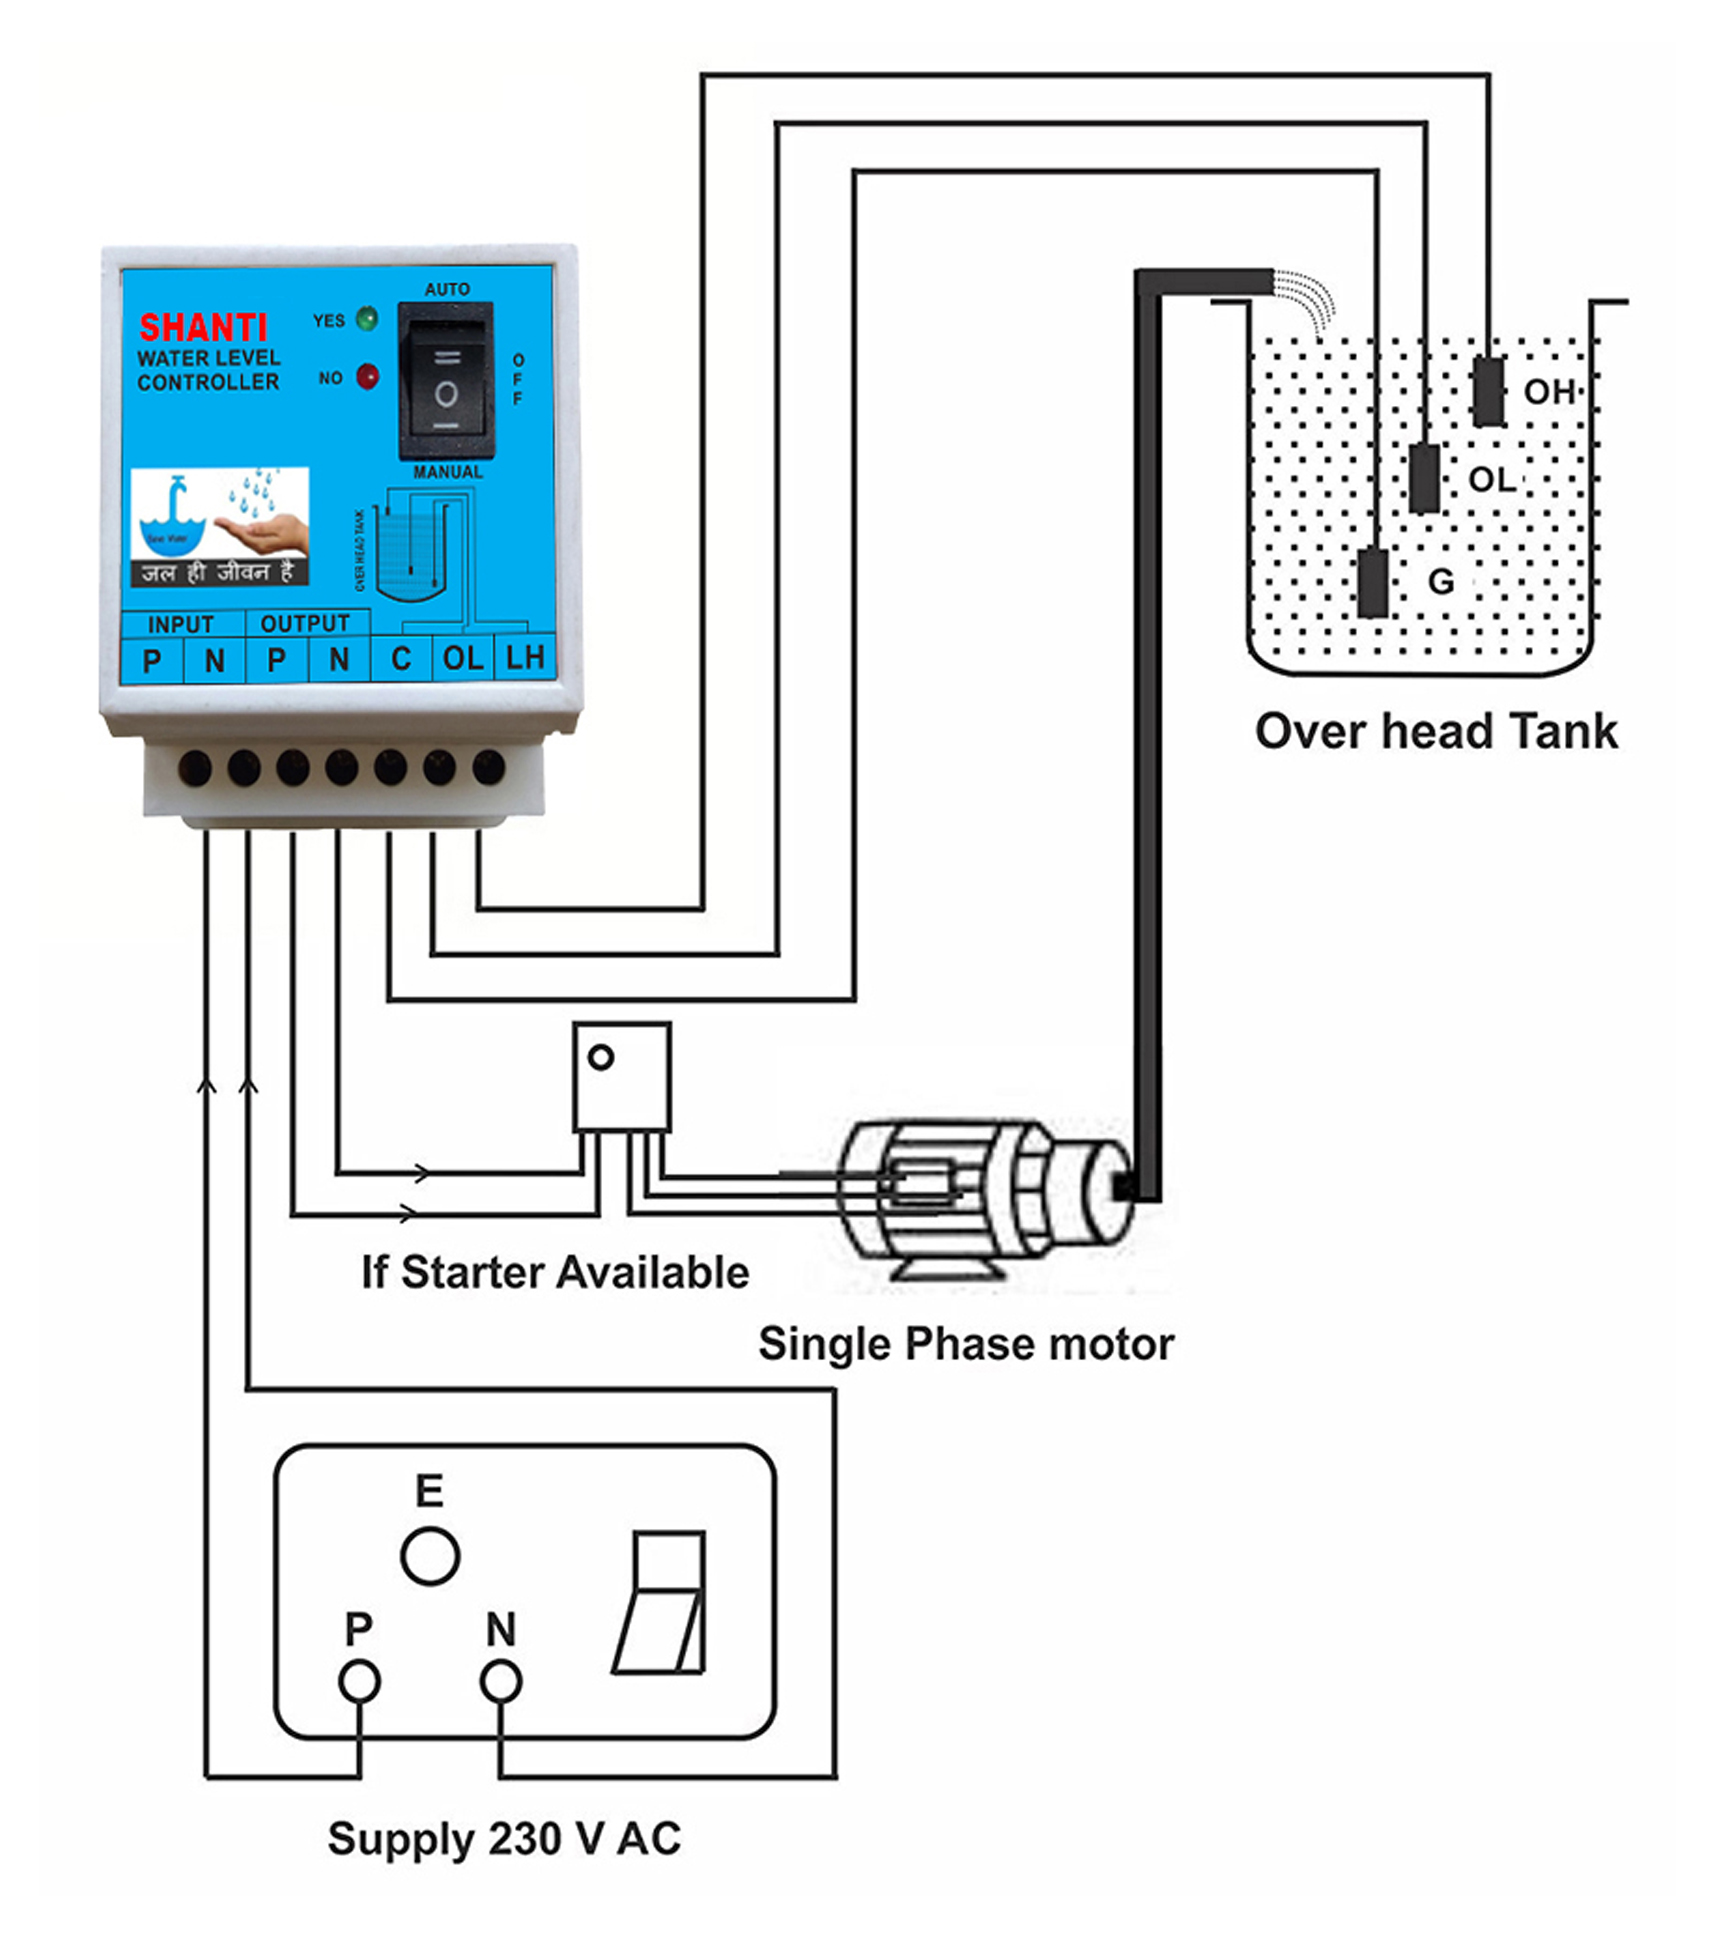 SHANTI
WATER LEVEL
CONTROLLER
YES
NO
AUTO
OFF
MANUAL
Save Water
जल ही जीवन है
OVER HEAD TANK
INPUT OUTPUT
P N P N C OL LH
OH
OL
G
Over head Tank
If Starter Available
Single Phase motor
E
P N
Supply 230 V AC